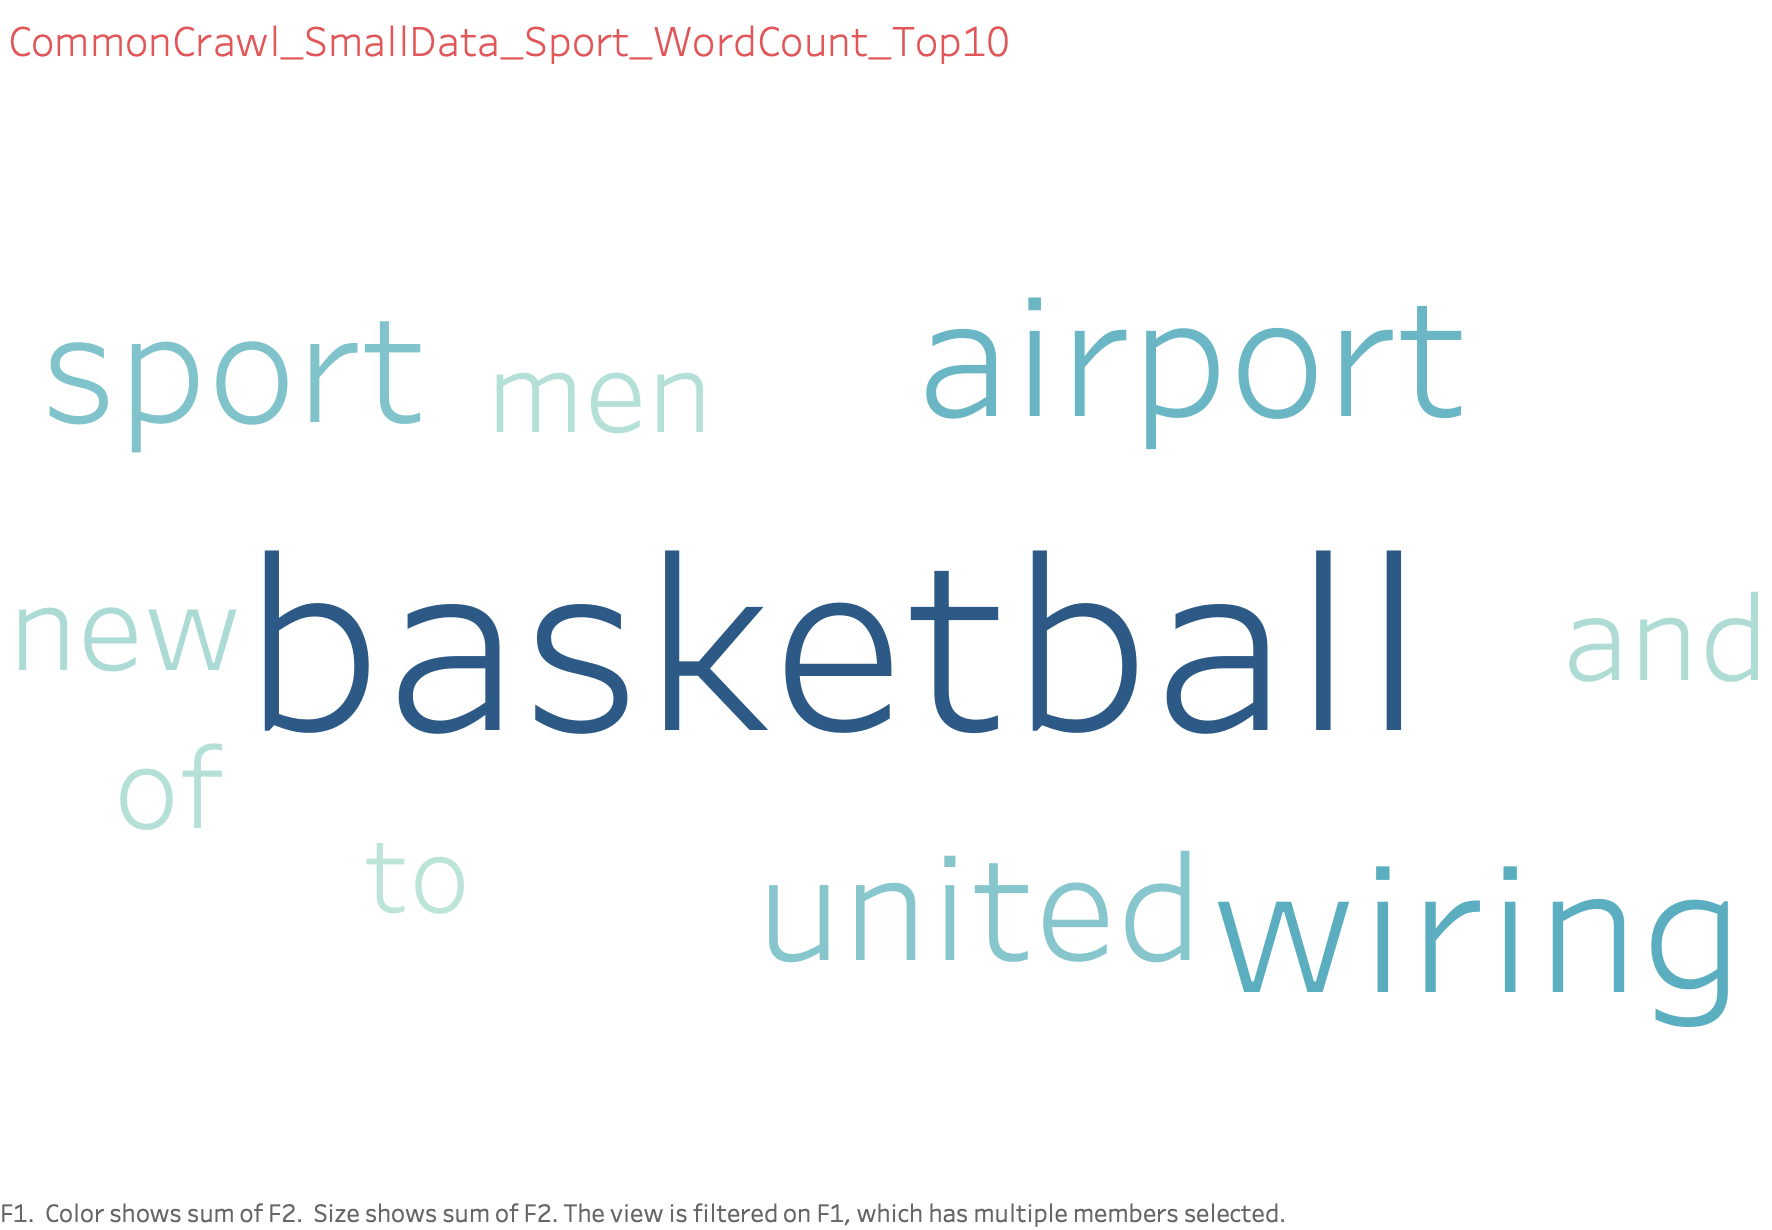 CommonCrawl_SmallData_Sport_WordCount_Top10
sport men airport
new basketball and
of
to
united wiring
F1.  Color shows sum of F2.  Size shows sum of F2. The view is filtered on F1, which has multiple members selected.